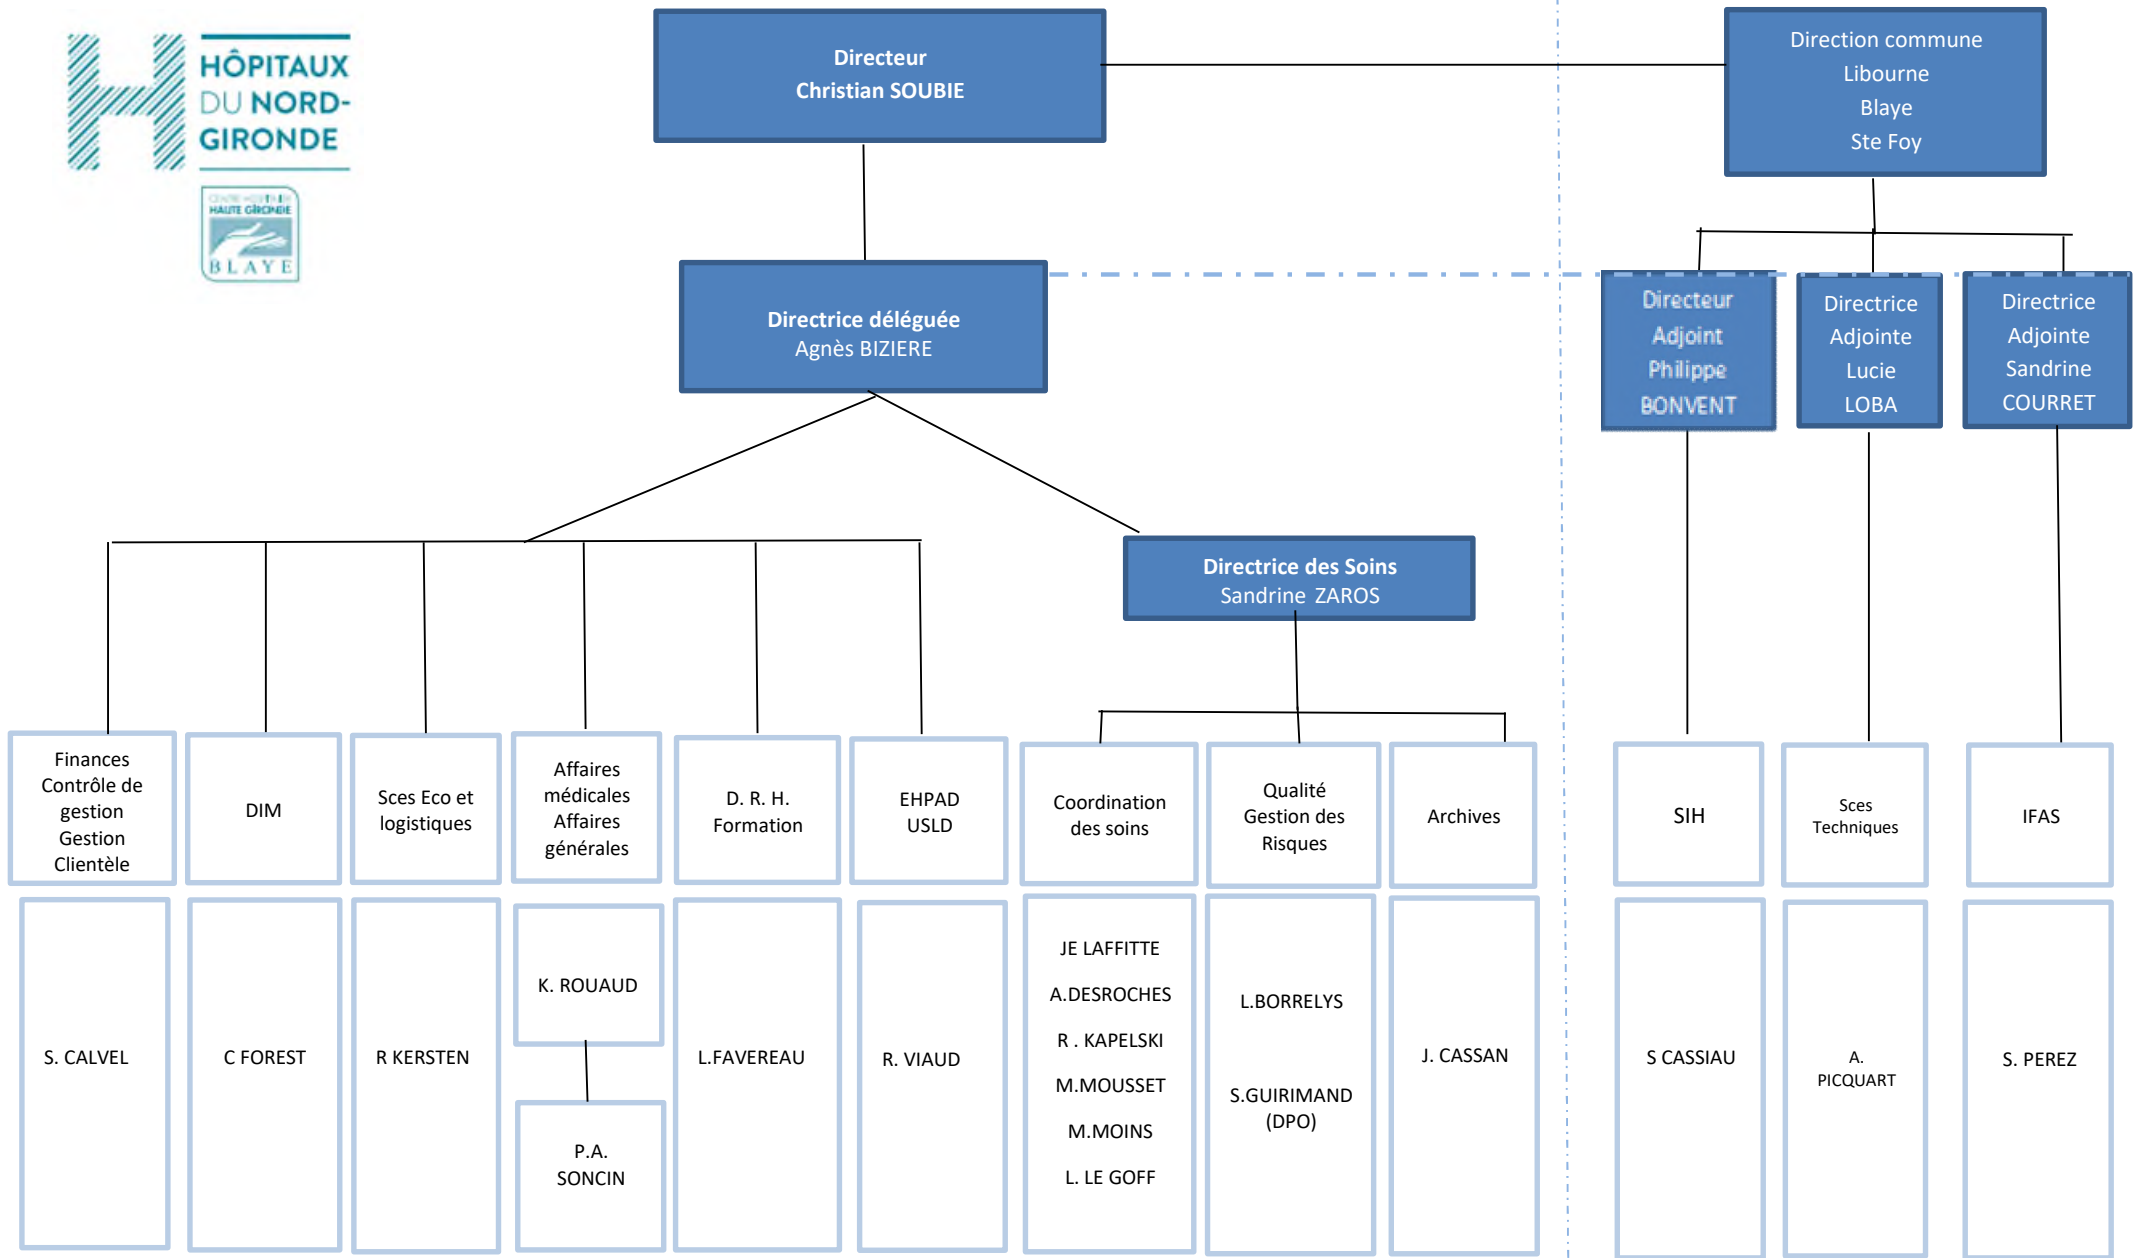 HÔPITAUX
DU NORD-
GIRONDE
HAUTE GIRONDE
BLAYE
Directeur
Christian SOUBIE
Direction commune
Libourne
Blaye
Ste Foy
Directrice déléguée
Agnès BIZIERE
Directeur
Adjoint
Philippe
BONVENT
Directrice
Adjointe
Lucie
LOBA
Directrice
Adjointe
Sandrine
COURRET
Directrice des Soins
Sandrine ZAROS
Finances
Contrôle de
gestion
Gestion
Clientèle
DIM
Sces Eco et
logistiques
Affaires
médicales
Affaires
générales
D. R. H.
Formation
EHPAD
USLD
Coordination
des soins
Qualité
Gestion des
Risques
Archives
SIH
Sces
Techniques
IFAS
S. CALVEL
C FOREST
R KERSTEN
K. ROUAUD
P.A.
SONCIN
L.FAVEREAU
R. VIAUD
JE LAFFITTE
A.DESROCHES
R . KAPELSKI
M.MOUSSET
M.MOINS
L. LE GOFF
L.BORRELYS
S.GUIRIMAND
(DPO)
J. CASSAN
S CASSIAU
A.
PICQUART
S. PEREZ